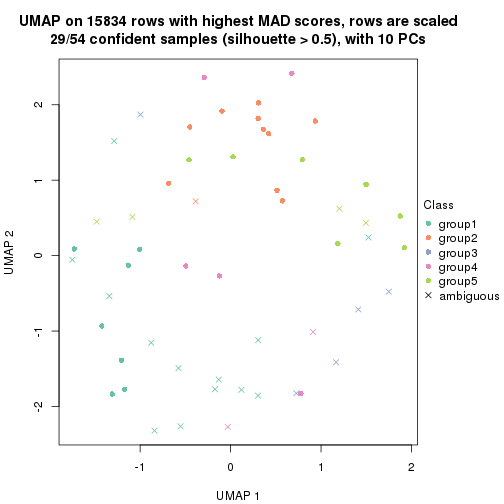 UMAP on 15834 rows with highest MAD scores, rows are scaled
29/54 confident samples (silhouette > 0.5), with 10 PCs
UMAP 2
2
1
0
-1
-2
-1
0
1
2
UMAP 1
Class
group1
group2
group3
group4
group5
ambiguous